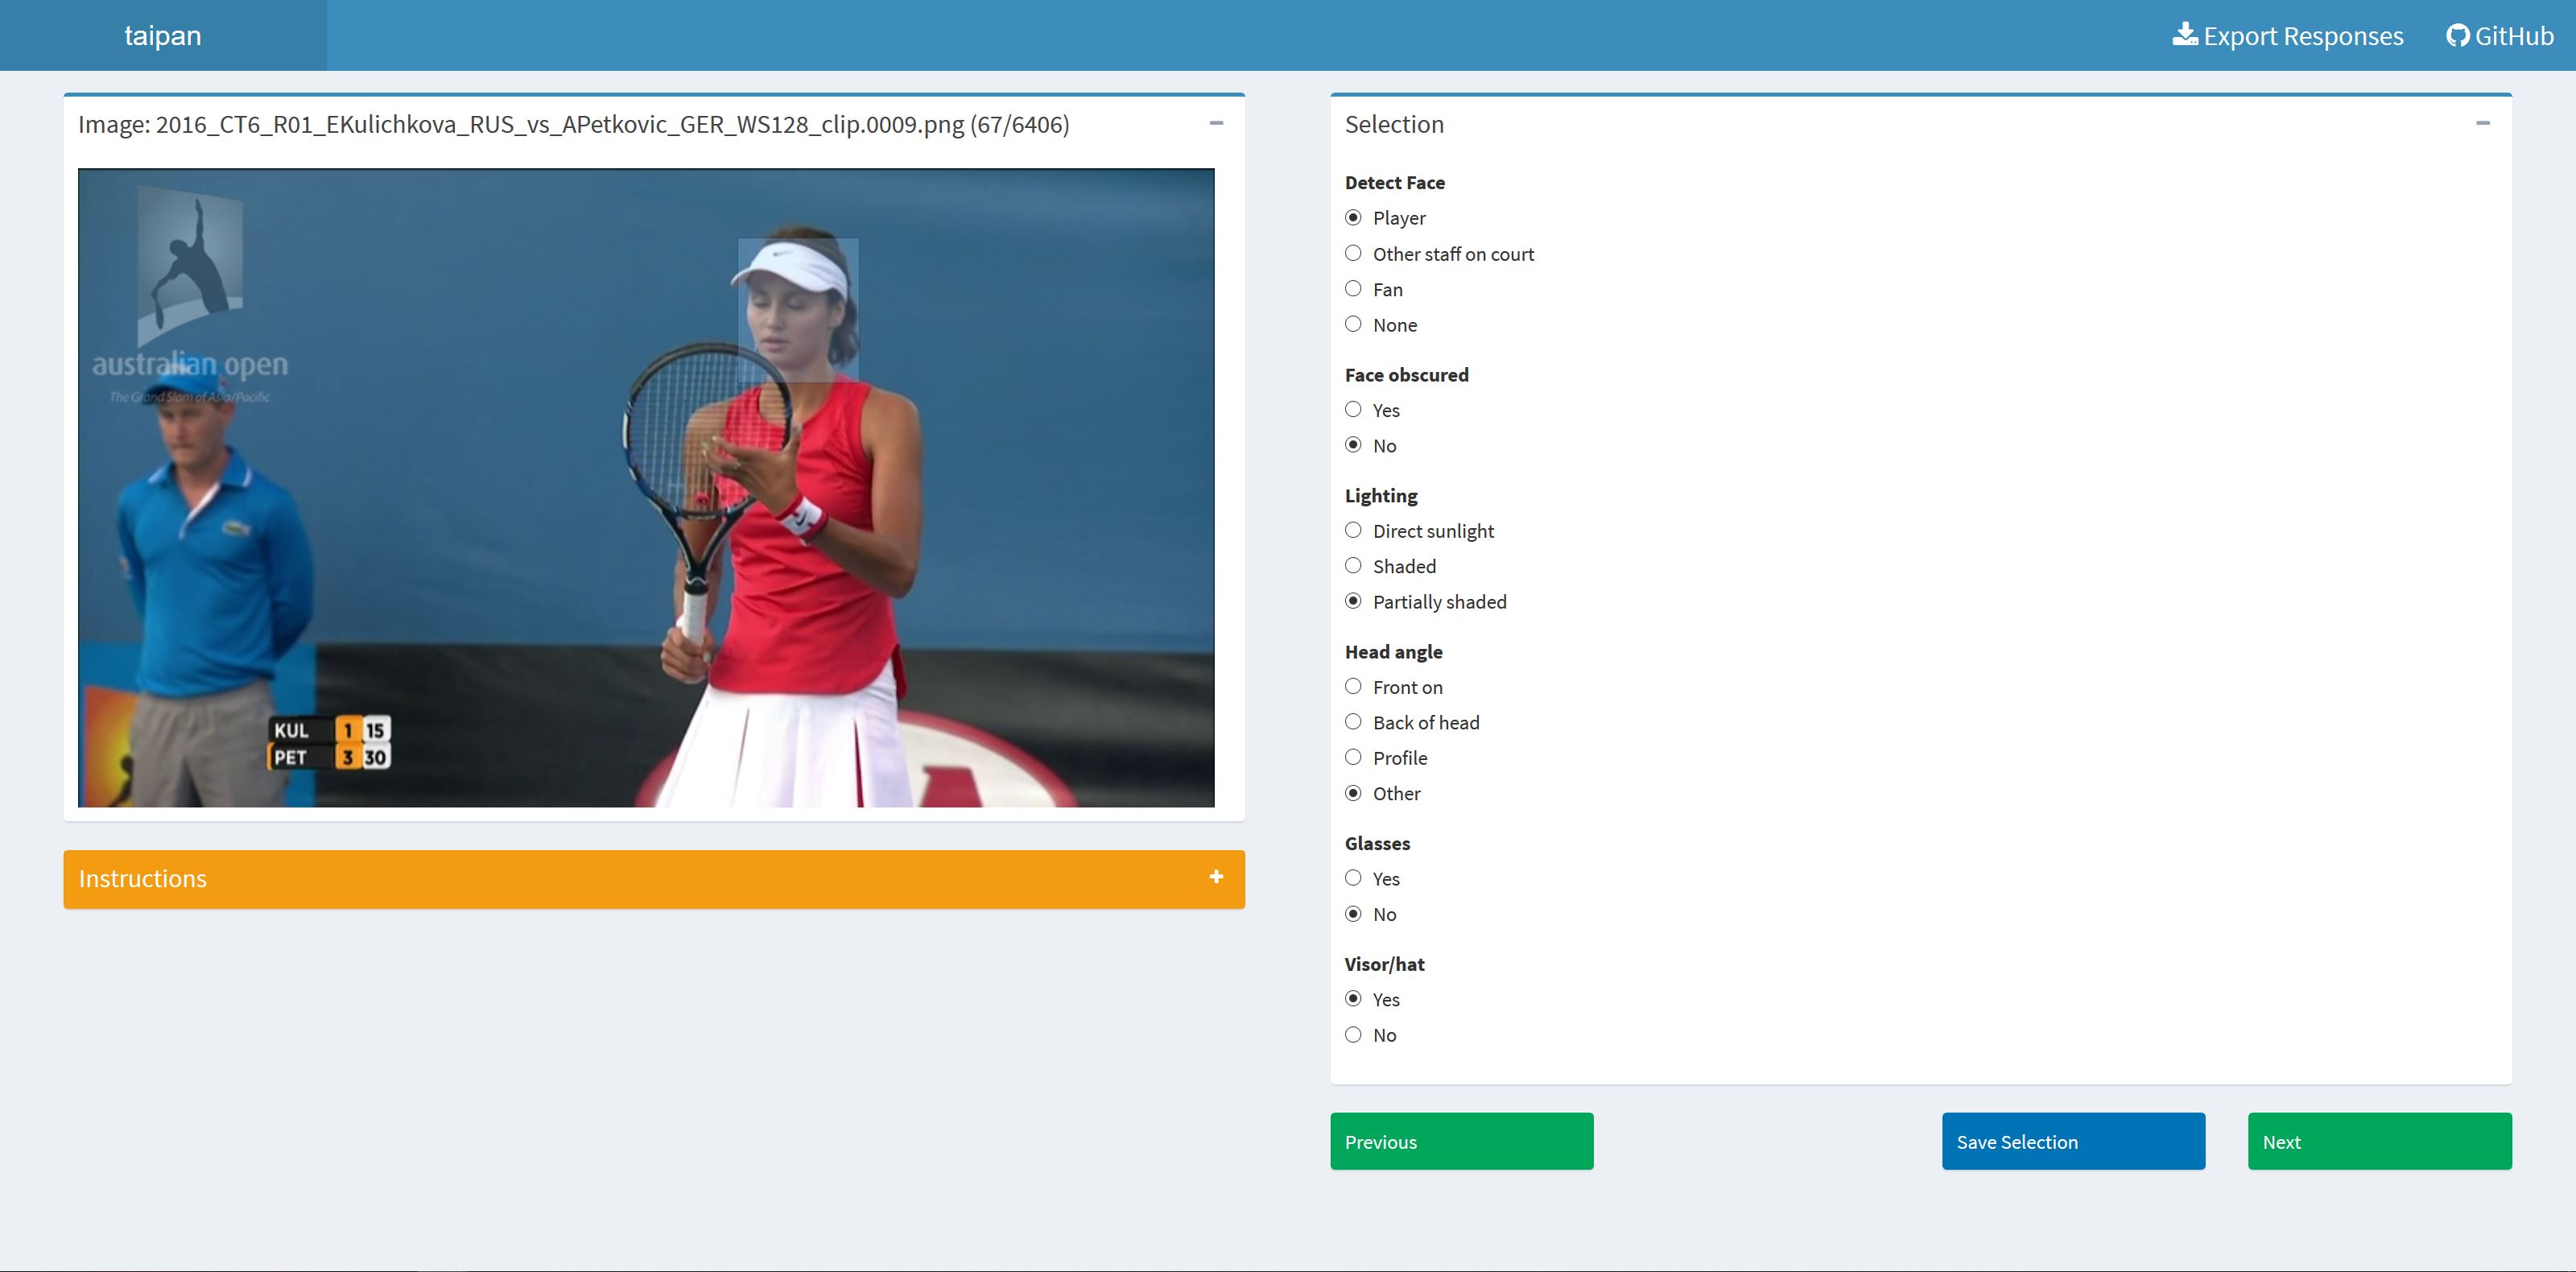 taipan
Export Responses
GitHub
Image: 2016_CT6_R01_EKulichkova_RUS_vs_APetkovic_GER_WS128_clip.0009.png (67/6406)
australian open
The Grand Slam of Asia/Pacific
KUL 1 15
PET 3 30
Instructions
Selection
Detect Face
Player
Other staff on court
Fan
None
Face obscured
Yes
No
Lighting
Direct sunlight
Shaded
Partially shaded
Head angle
Front on
Back of head
Profile
Other
Glasses
Yes
No
Visor/hat
Yes
No
Previous
Save Selection
Next